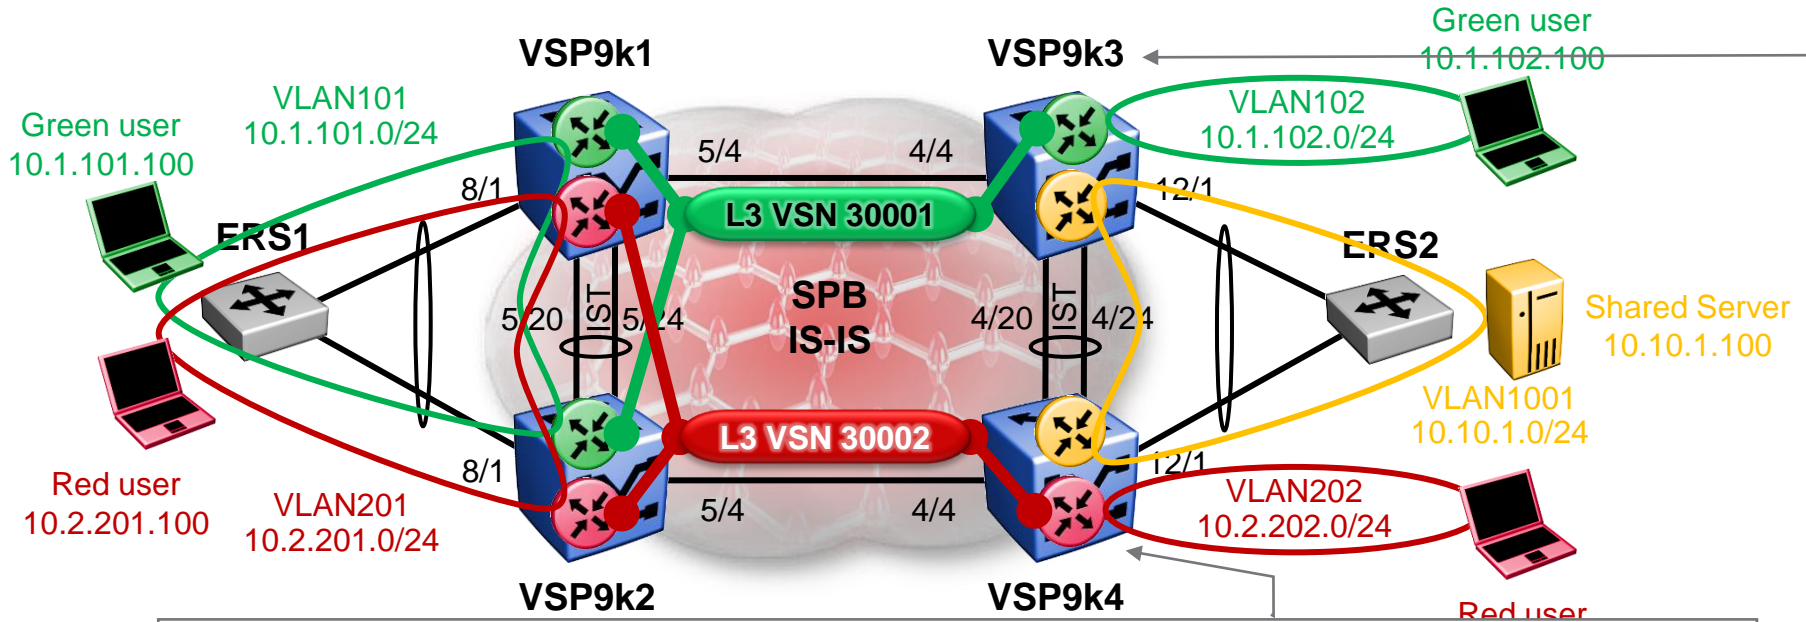 Green user
10.1.102.100
VSP9k1
VSP9k3
VLAN101
10.1.101.0/24
VLAN102
10.1.102.0/24
Green user
10.1.101.100
5/4
4/4
8/1
12/1
L3 VSN 30001
ERS1
ERS2
SPB
IS-IS
5/20
IST
5/24
4/20
IST
4/24
Shared Server
10.10.1.100
VLAN1001
10.10.1.0/24
L3 VSN 30002
8/1
12/1
Red user
10.2.201.100
VLAN201
10.2.201.0/24
5/4
4/4
VLAN202
10.2.202.0/24
VSP9k2
VSP9k4
Red user